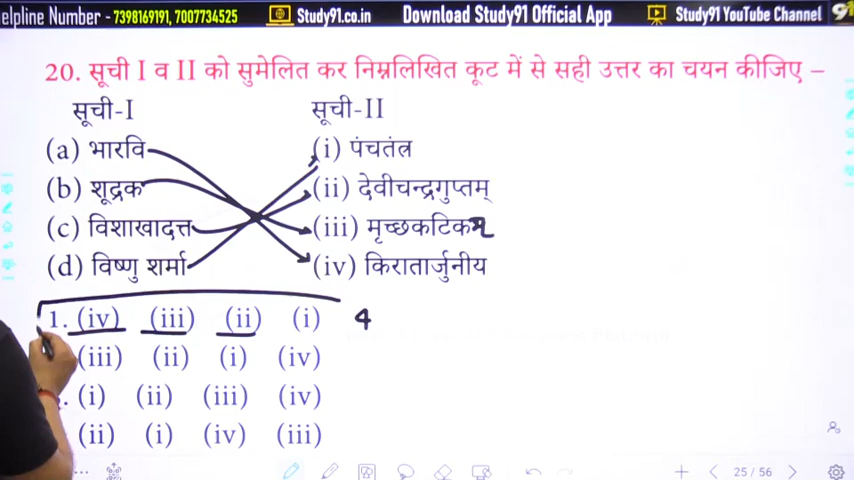 elpline Number - 7398169191, 7007734525 Study91.co.in Download Study91 Official App Study91 YouTube Channel 91
20. सूची I व II को सुमेलित कर निम्नलिखित कूट में से सही उत्तर का चयन कीजिए –
सूची-I सूची-II
(a) भारवि (i) पंचतंत्र
(b) शूद्रक (ii) देवीचन्द्रगुप्तम्
(c) विशाखादत्त (iii) मृच्छकटिकम
(d) विष्णु शर्मा (iv) किरातार्जुनीय
1. (iv) (iii) (ii) (i) 4
(iii) (ii) (i) (iv)
(i) (ii) (iii) (iv)
(ii) (i) (iv) (iii)
25 / 56